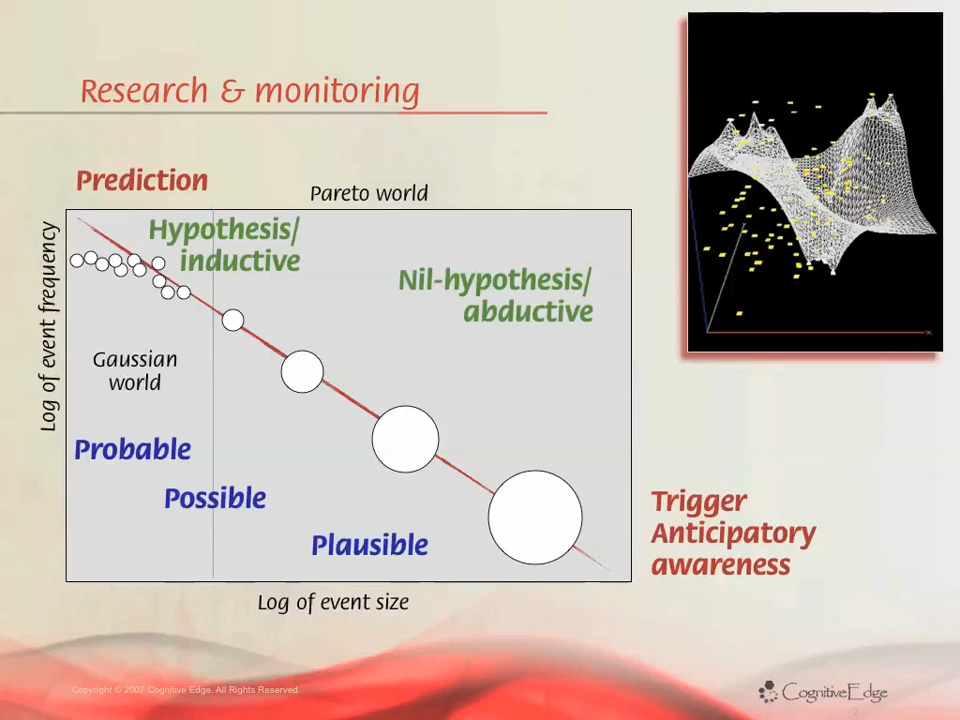 Research & monitoring
Prediction
Pareto world
Hypothesis/
inductive
Nil-hypothesis/
abductive
Log of event frequency
Gaussian
world
Probable
Possible
Plausible
Trigger
Anticipatory
awareness
Log of event size
Copyright © 2007 Cognitive Edge. All Rights Reserved.
CognitiveEdge